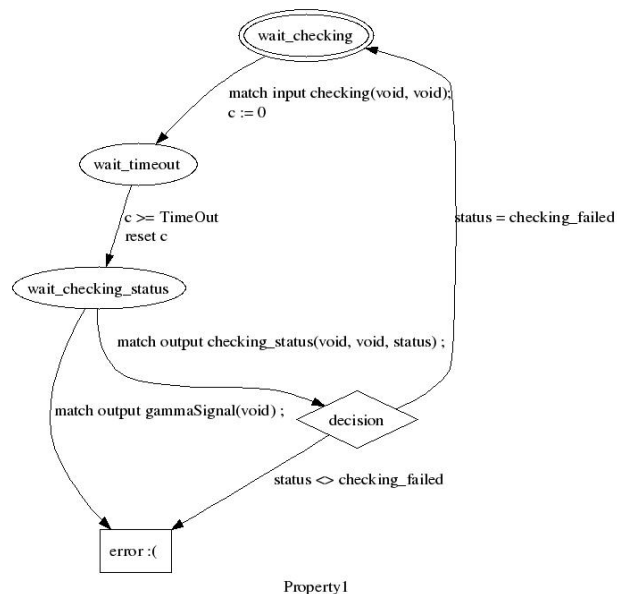 wait_checking
match input checking(void, void);
c := 0
wait_timeout
c >= TimeOut
reset c
status = checking_failed
wait_checking_status
match output checking_status(void, void, status) ;
match output gammaSignal(void) ;
decision
status <> checking_failed
error :(
Property1